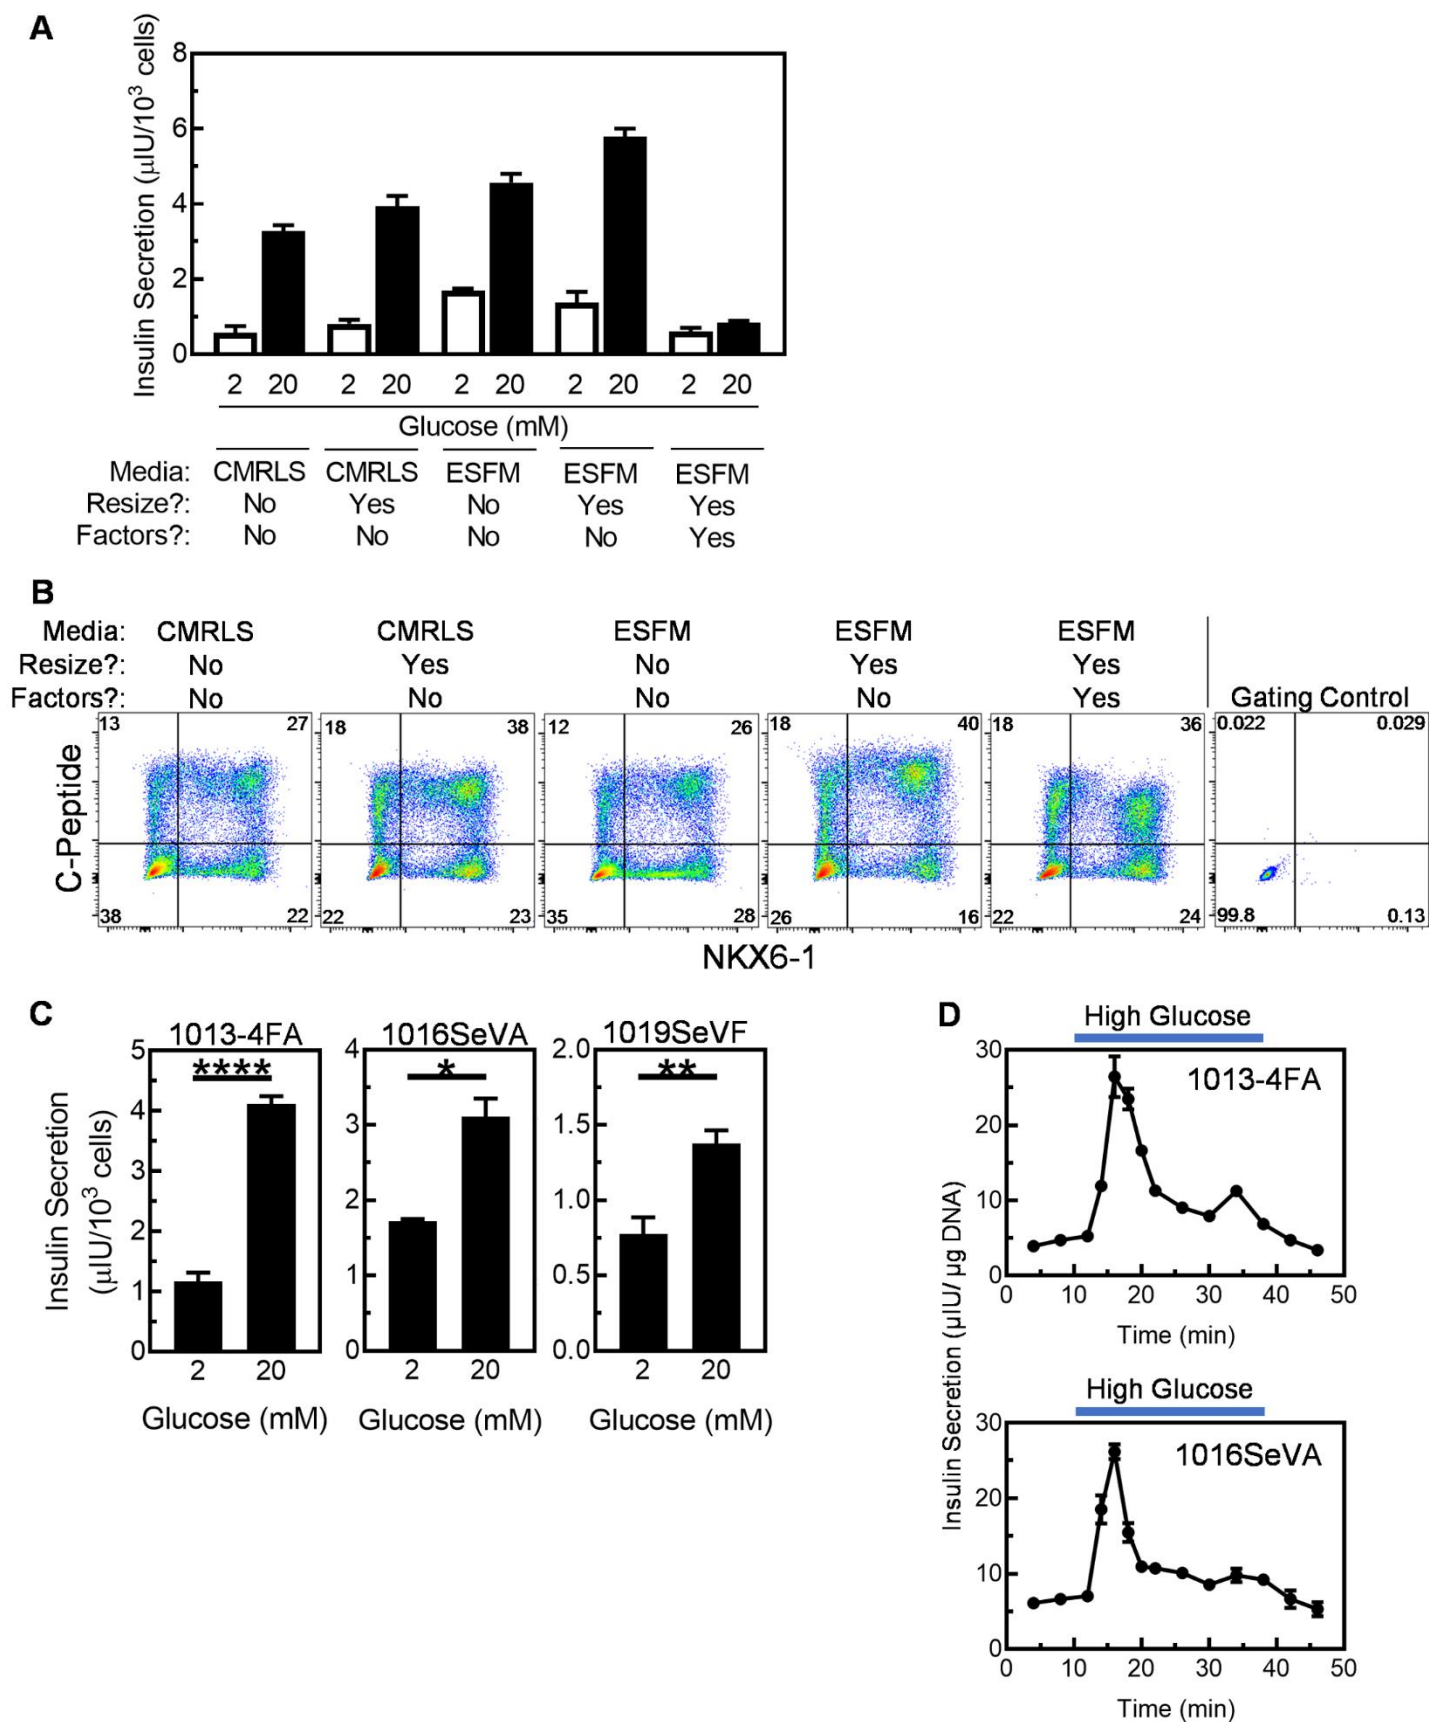 A
Insulin Secretion (μIU/10³ cells)
8
6
4
2
0
2 20 2 20 2 20 2 20 2 20
Glucose (mM)
Media: CMRLS CMRLS ESFM ESFM ESFM
Resize?: No Yes No Yes Yes
Factors?: No No No No Yes
B
Media: CMRLS CMRLS ESFM ESFM ESFM
Resize?: No Yes No Yes Yes
Factors?: No No No No Yes Gating Control
13 27 18 38 12 26 18 40 18 36 0.022 0.029
C-Peptide
38 22 22 23 35 28 26 16 22 24 99.8 0.13
NKX6-1
C
Insulin Secretion
(μIU/10³ cells)
1013-4FA
****
5
4
3
2
1
0
2 20
Glucose (mM)
1016SeVA
*
4
3
2
1
0
2 20
Glucose (mM)
1019SeVF
**
2.0
1.5
1.0
0.5
0.0
2 20
Glucose (mM)
D
Insulin Secretion (μIU/ μg DNA)
High Glucose
1013-4FA
30
20
10
0
0 10 20 30 40 50
Time (min)
High Glucose
1016SeVA
30
20
10
0
0 10 20 30 40 50
Time (min)